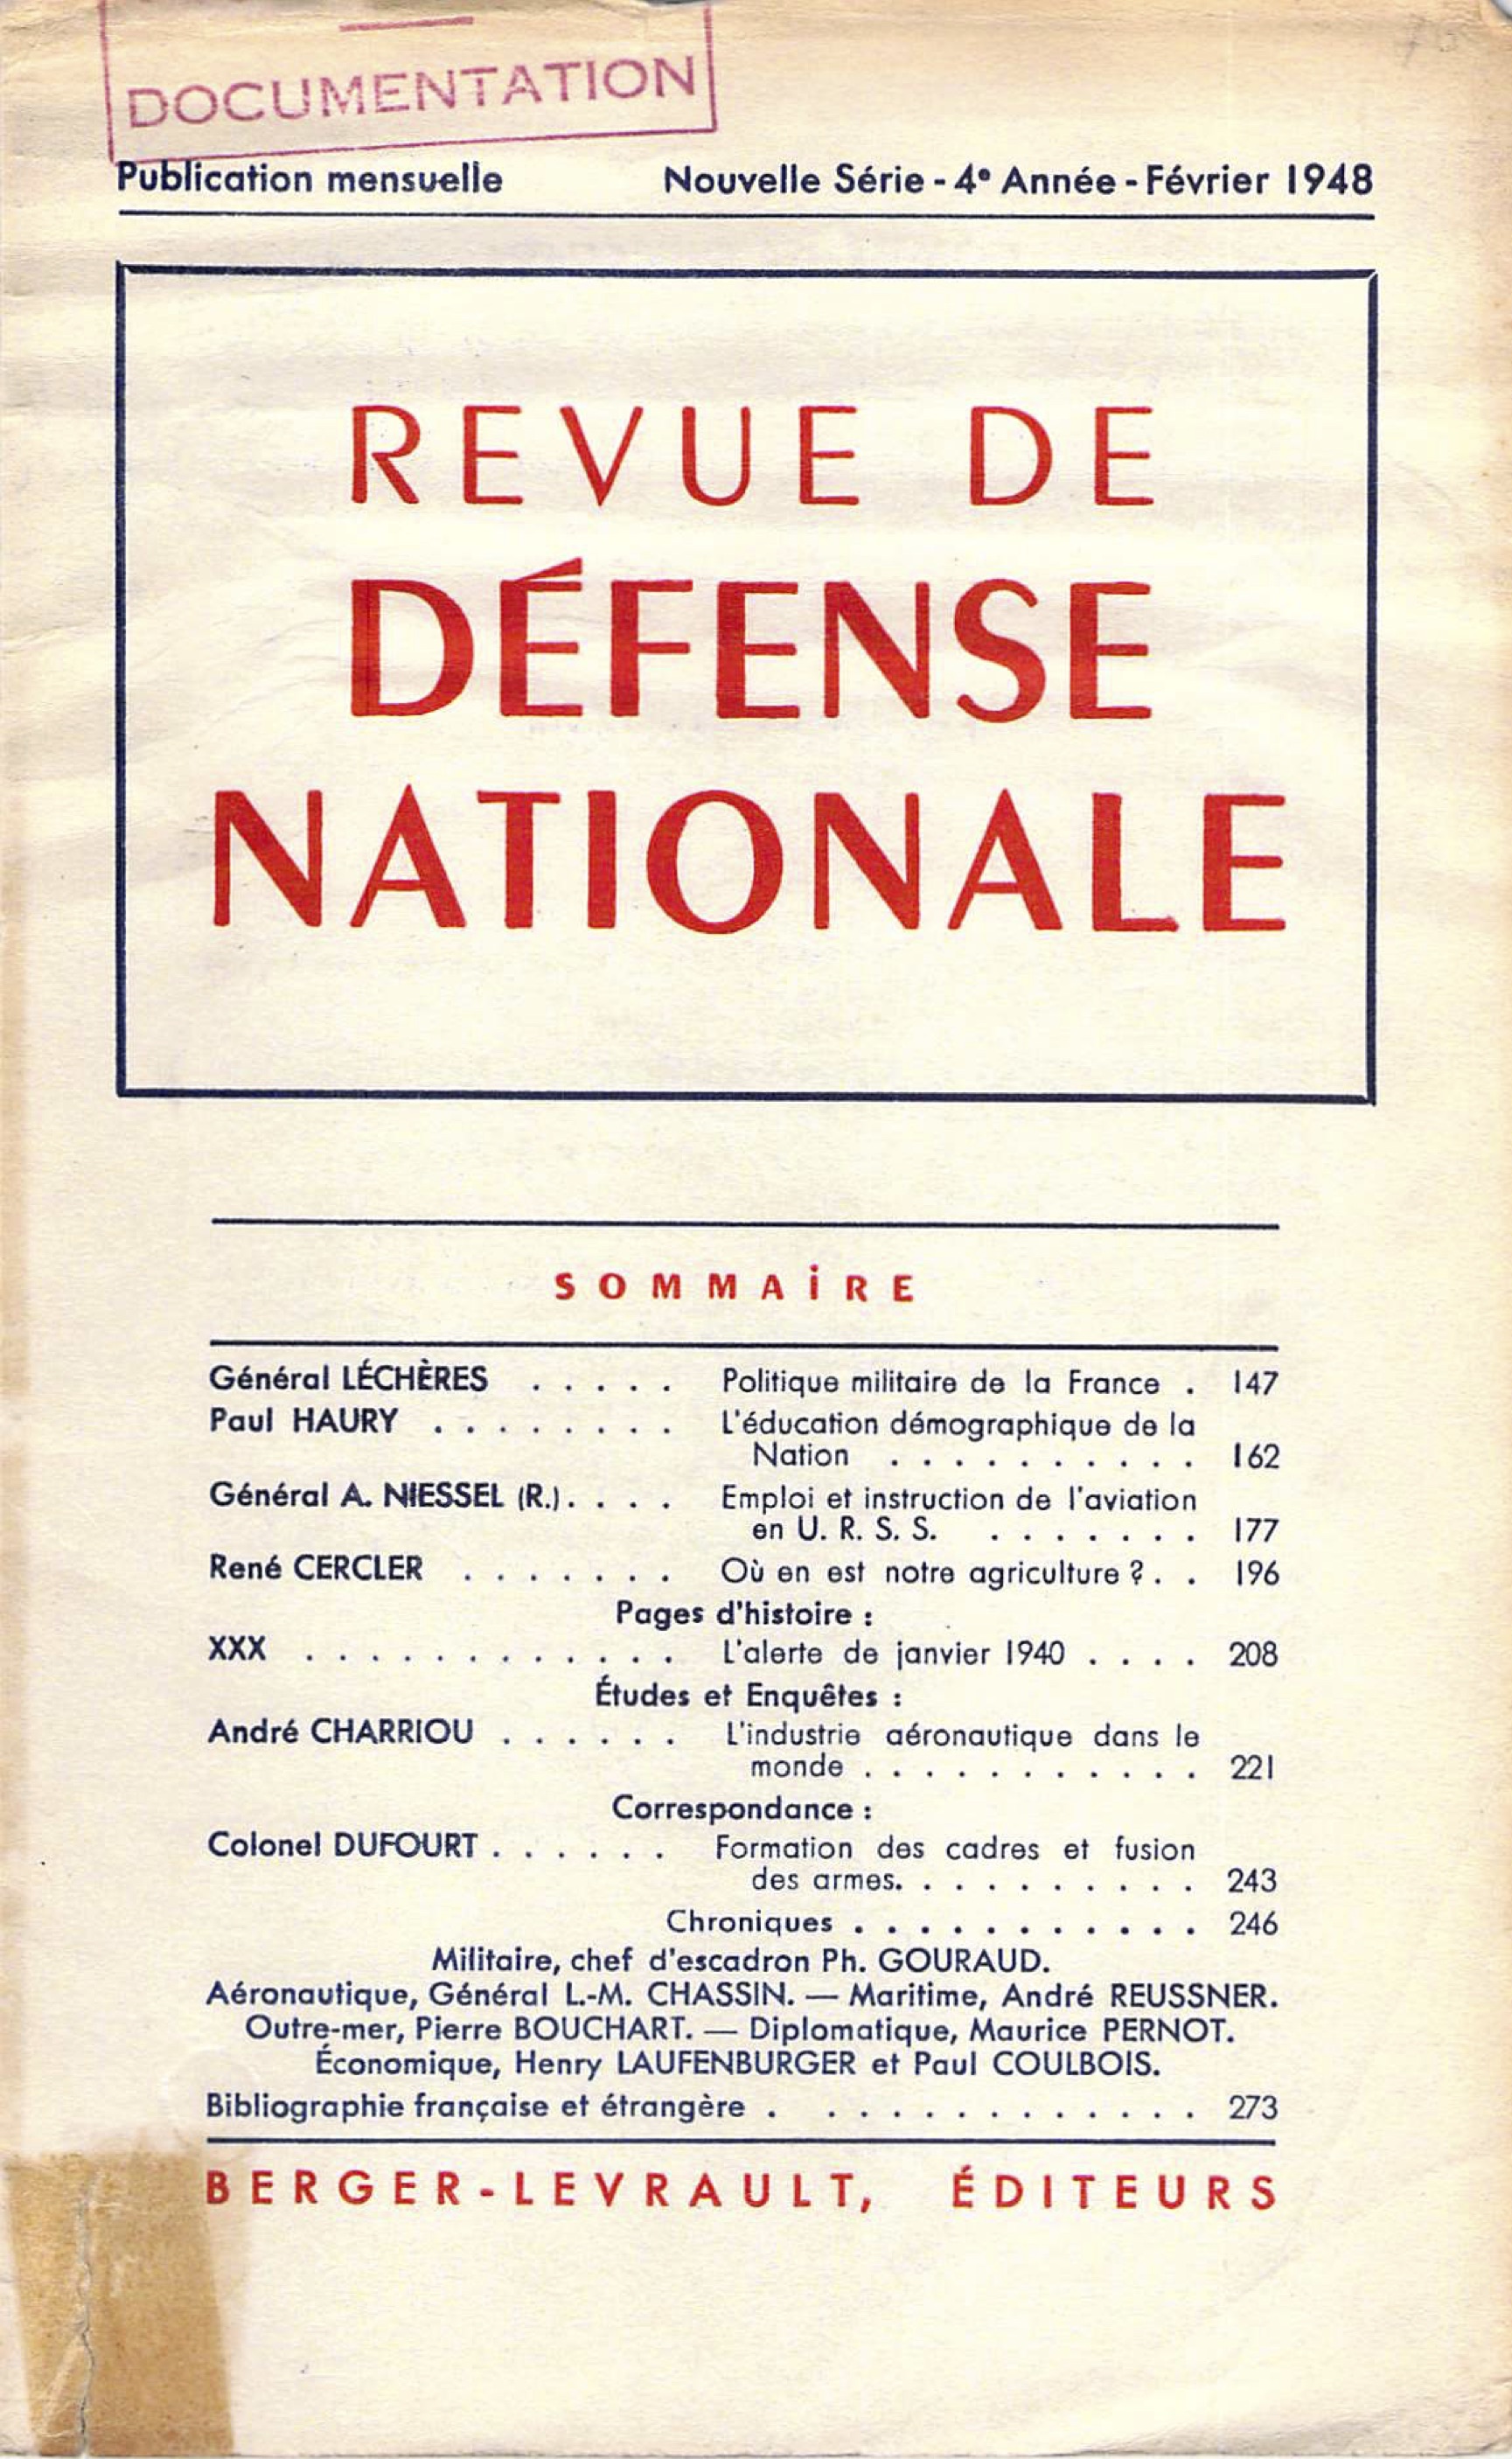 DOCUMENTATION
Publication mensuelle Nouvelle Série - 4e Année - Février 1948
REVUE DE
DÉFENSE
NATIONALE
SOMMAIRE
Général LÉCHÈRES . . . . . Politique militaire de la France . 147
Paul HAURY . . . . . . . . L'éducation démographique de la
Nation . . . . . . . . . . 162
Général A. NIESSEL (R.). . . . Emploi et instruction de l'aviation
en U. R. S. S. . . . . . . . 177
René CERCLER . . . . . . . Où en est notre agriculture ? . . 196
Pages d'histoire :
XXX . . . . . . . . . . . . L'alerte de janvier 1940 . . . . 208
Études et Enquêtes :
André CHARRIOU . . . . . . L'industrie aéronautique dans le
monde . . . . . . . . . . . 221
Correspondance :
Colonel DUFOURT . . . . . . Formation des cadres et fusion
des armes. . . . . . . . . . 243
Chroniques . . . . . . . . . . . 246
Militaire, chef d'escadron Ph. GOURAUD.
Aéronautique, Général L.-M. CHASSIN. — Maritime, André REUSSNER.
Outre-mer, Pierre BOUCHART. — Diplomatique, Maurice PERNOT.
Économique, Henry LAUFENBURGER et Paul COULBOIS.
Bibliographie française et étrangère . . . . . . . . . . . . . 273
BERGER-LEVRAULT, ÉDITEURS